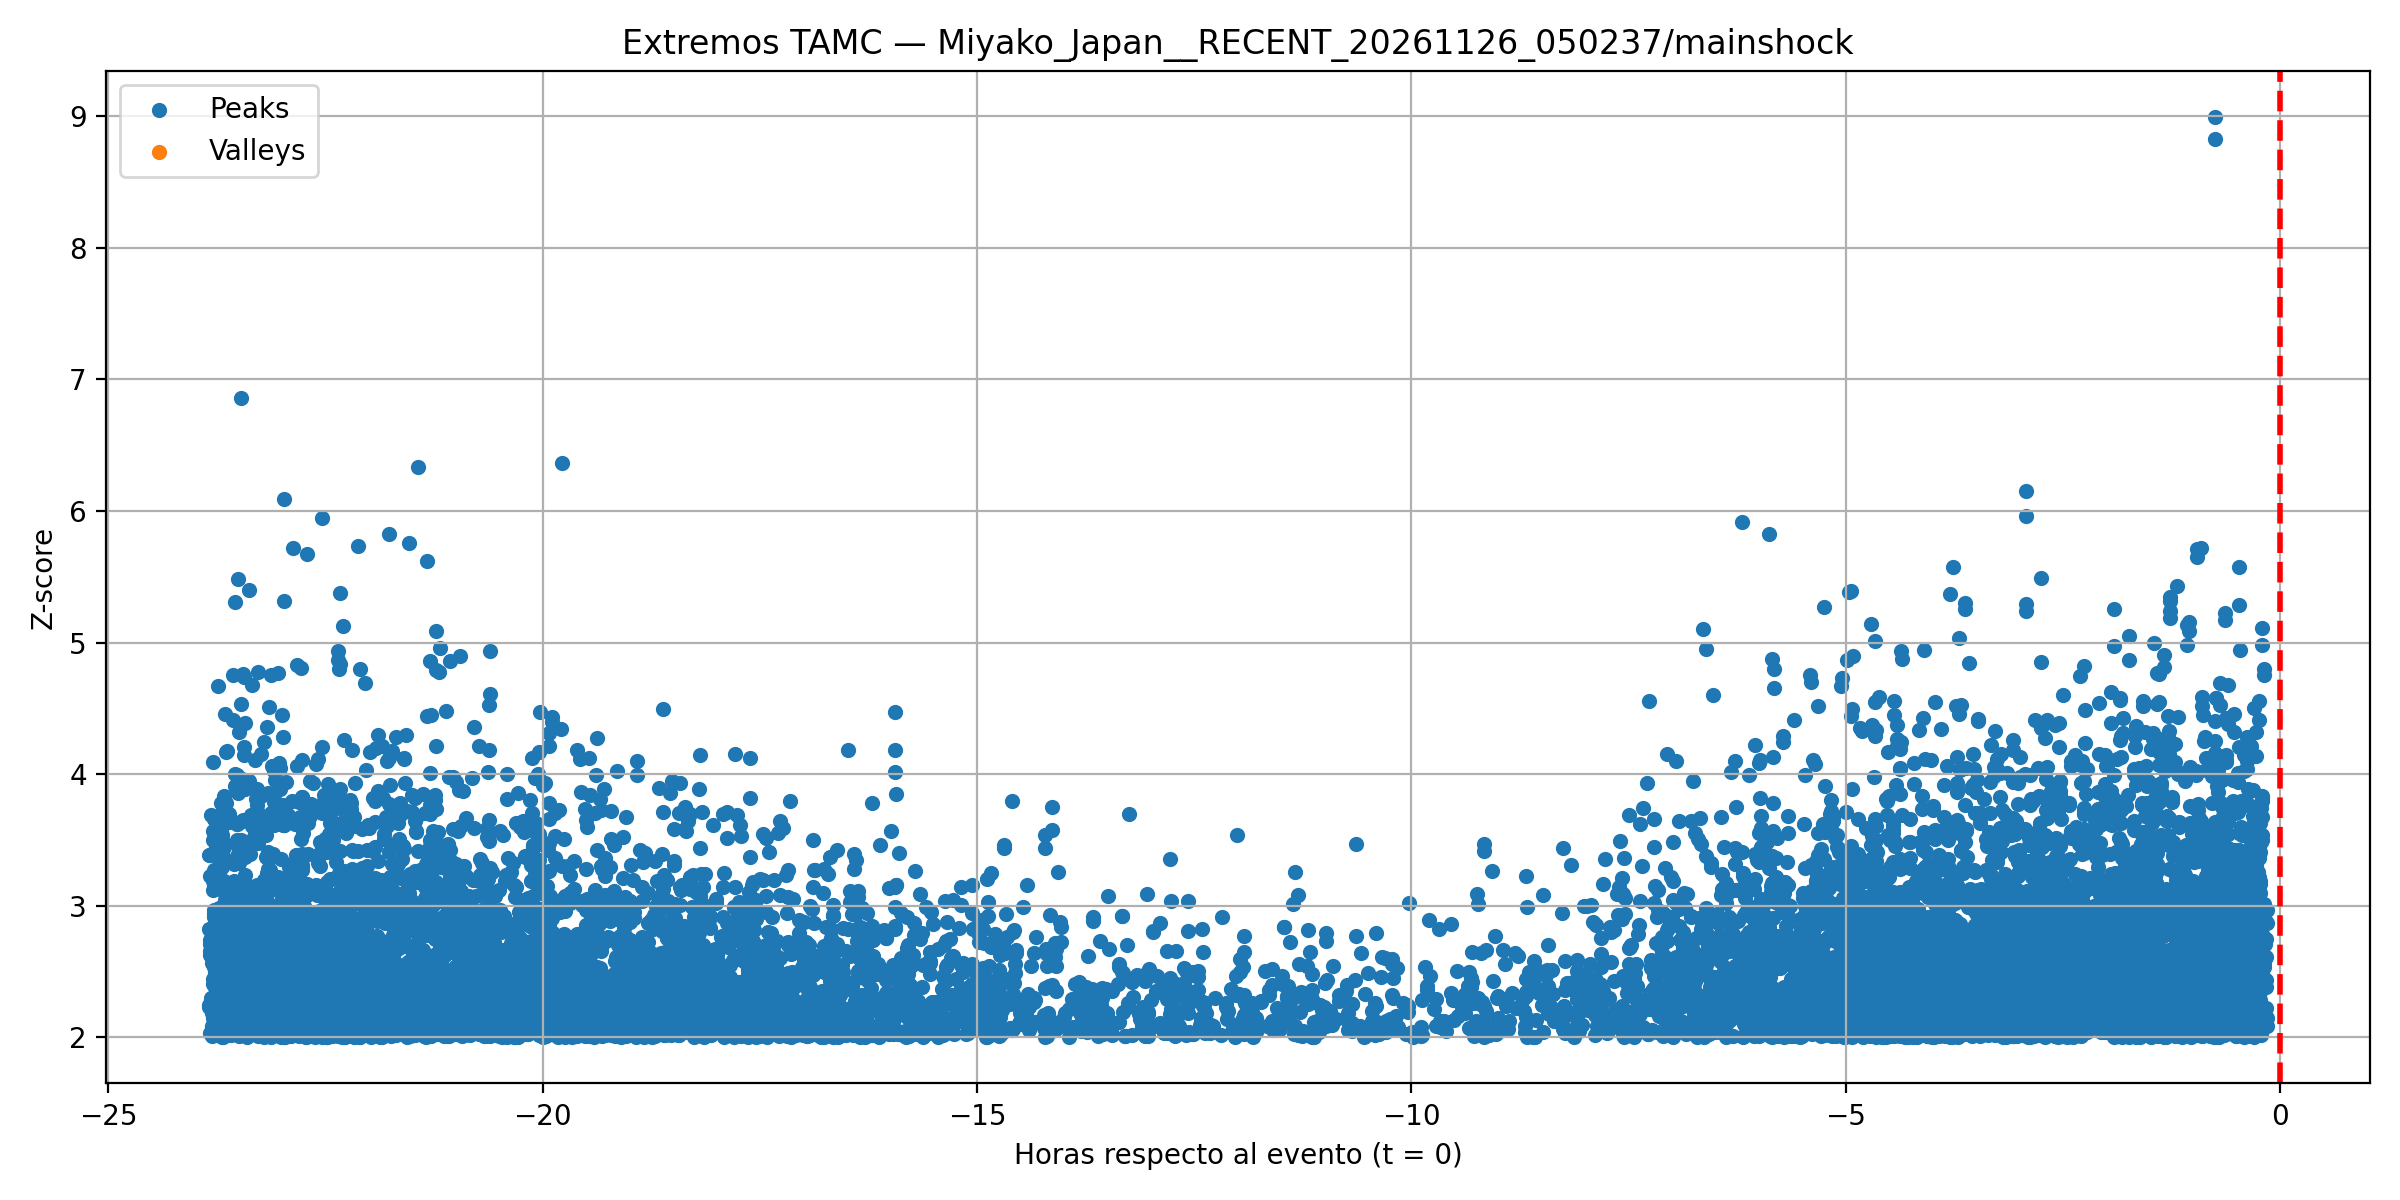 Extremos TAMC — Miyako_Japan__RECENT_20261126_050237/mainshock
Peaks
Valleys
9
8
7
6
5
4
3
2
Z-score
−25
−20
−15
−10
−5
0
Horas respecto al evento (t = 0)